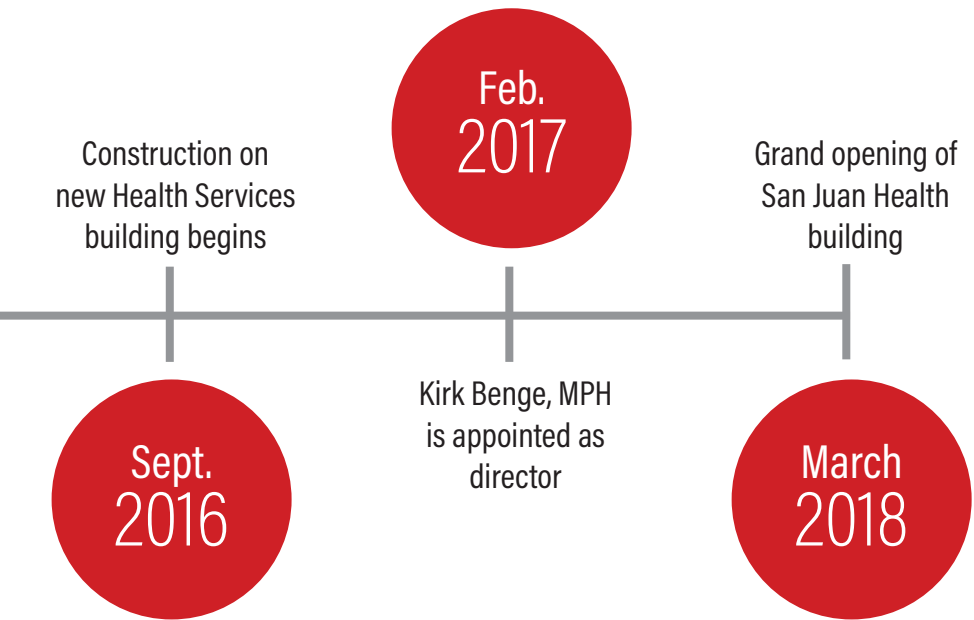 Construction on
new Health Services
building begins
Sept.
2016
Feb.
2017
Kirk Benge, MPH
is appointed as
director
Grand opening of
San Juan Health
building
March
2018